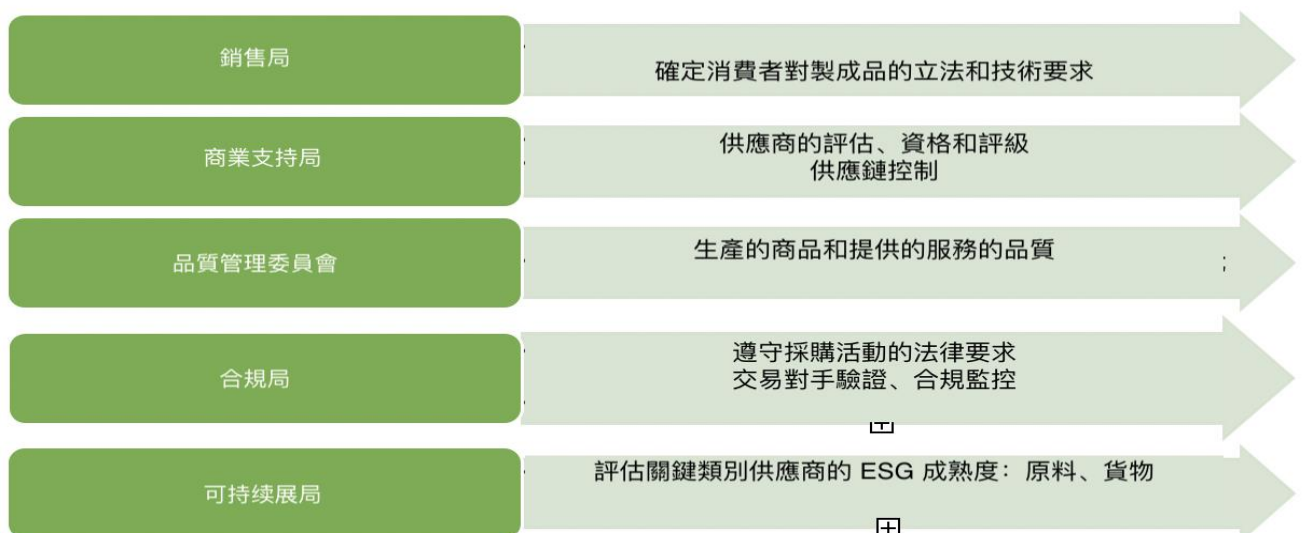 銷售局
確定消費者對製成品的立法和技術要求
商業支持局
供應商的評估、資格和評級
供應鏈控制
品質管理委員會
生產的商品和提供的服務的品質
;
合規局
遵守採購活動的法律要求
交易對手驗證、合規監控
可持续展局
評估關鍵類別供應商的 ESG 成熟度：原料、貨物